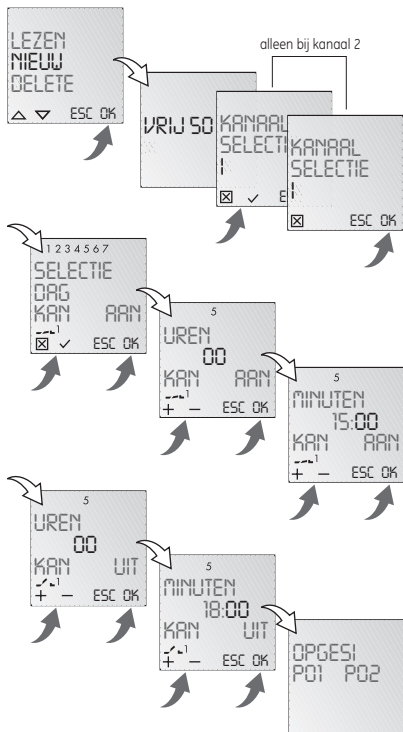 LEZEN
NIEUW
DELETE
ESC OK
alleen bij kanaal 2
VRIJ 50
KANAAL
SELECTI
1
E
KANAAL
SELECTIE
1
ESC OK
1 2 3 4 5 6 7
SELECTIE
DAG
KAN AAN
1
ESC OK
5
UREN
00
KAN AAN
1
+ − ESC OK
5
MINUTEN
15:00
KAN AAN
1
+ − ESC OK
5
UREN
00
KAN UIT
1
+ − ESC OK
5
MINUTEN
18:00
KAN UIT
1
+ − ESC OK
OPGESI
P01 P02